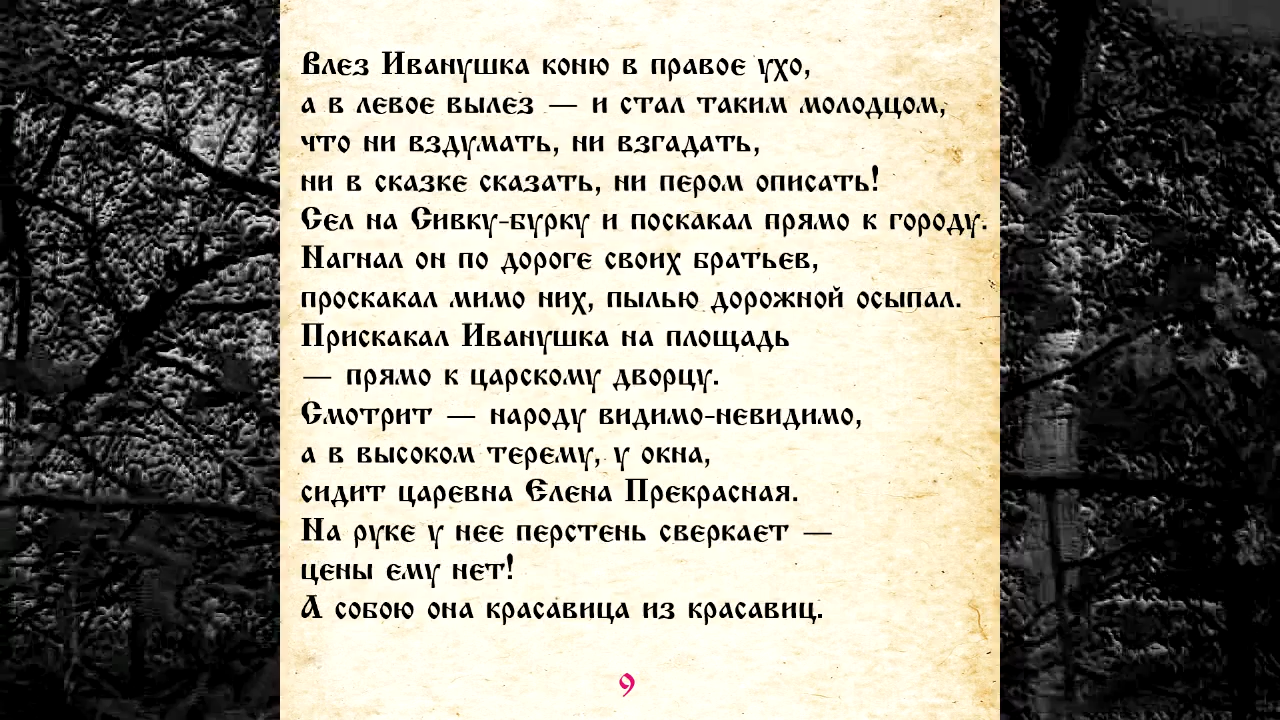 Влез Иванушка коню в правое ухо,
а в левое вылез — и стал таким молодцом,
что ни вздумать, ни взгадать,
ни в сказке сказать, ни пером описать!
Сел на Сивку-бурку и поскакал прямо к городу.
Нагнал он по дороге своих братьев,
проскакал мимо них, пылью дорожной осыпал.
Прискакал Иванушка на площадь
— прямо к царскому дворцу.
Смотрит — народу видимо-невидимо,
а в высоком терему, у окна,
сидит царевна Елена Прекрасная.
На руке у нее перстень сверкает —
цены ему нет!
А собою она красавица из красавиц.
9